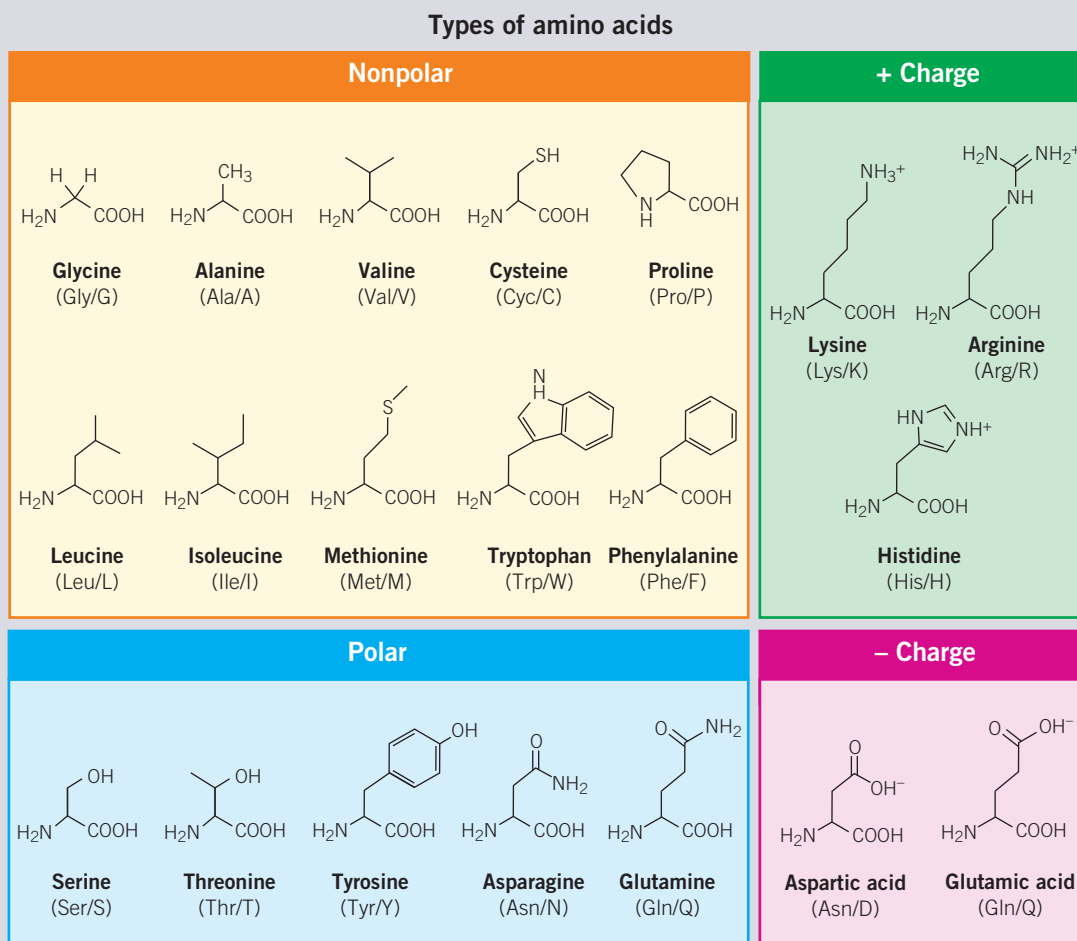 Types of amino acids
Nonpolar
H H
H2N COOH
Glycine
(Gly/G)
CH3
H2N COOH
Alanine
(Ala/A)
H2N COOH
Valine
(Val/V)
SH
H2N COOH
Cysteine
(Cyc/C)
N
H
COOH
Proline
(Pro/P)
H2N COOH
Leucine
(Leu/L)
H2N COOH
Isoleucine
(Ile/I)
S
H2N COOH
Methionine
(Met/M)
N
H
H2N COOH
Tryptophan
(Trp/W)
H2N COOH
Phenylalanine
(Phe/F)
+ Charge
NH3+
H2N COOH
Lysine
(Lys/K)
H2N NH2+
NH
H2N COOH
Arginine
(Arg/R)
HN NH+
H2N COOH
Histidine
(His/H)
Polar
OH
H2N COOH
Serine
(Ser/S)
OH
H2N COOH
Threonine
(Thr/T)
OH
H2N COOH
Tyrosine
(Tyr/Y)
O
NH2
H2N COOH
Asparagine
(Asn/N)
O NH2
H2N COOH
Glutamine
(Gln/Q)
– Charge
O
OH–
H2N COOH
Aspartic acid
(Asn/D)
O OH–
H2N COOH
Glutamic acid
(Gln/Q)